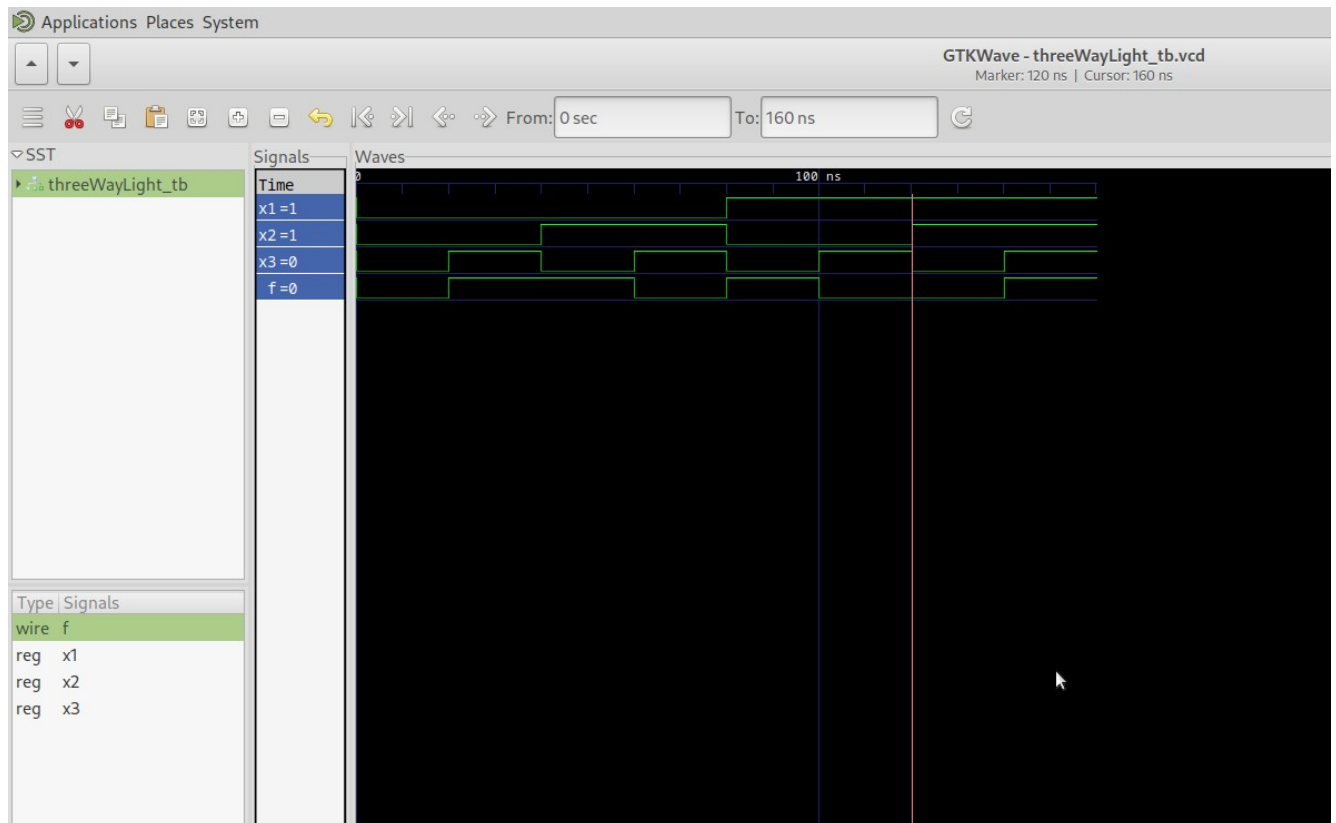 Applications Places System
GTKWave - threeWayLight_tb.vcd
Marker: 120 ns | Cursor: 160 ns
From: 0 sec To: 160 ns
SST
threeWayLight_tb
Signals
Time
x1 =1
x2 =1
x3 =0
f =0
Waves
0 100 ns
Type Signals
wire f
reg x1
reg x2
reg x3